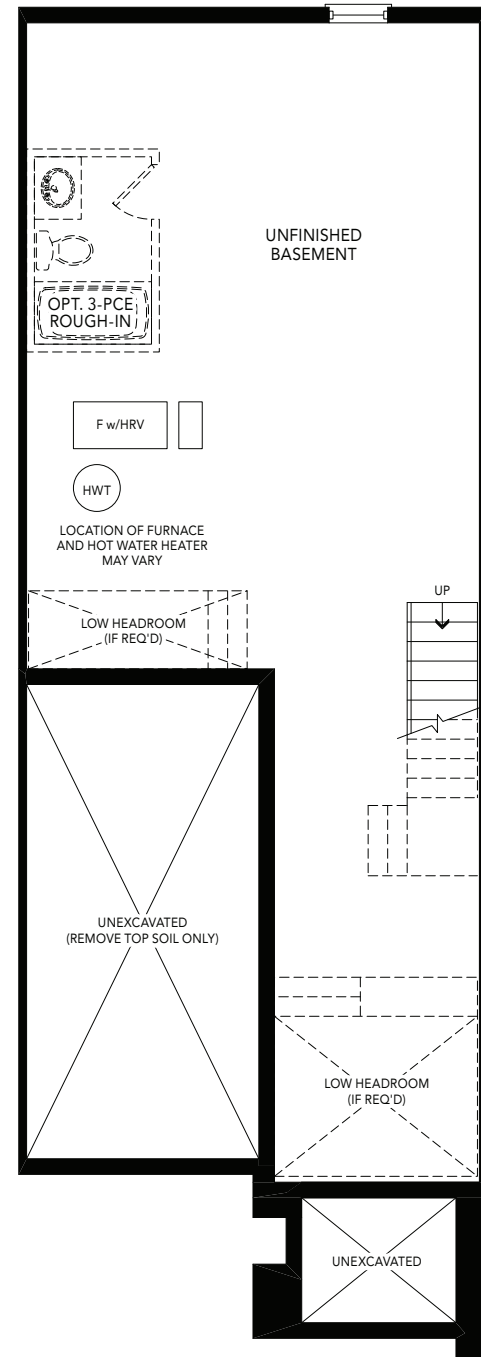 UNFINISHED
BASEMENT
OPT. 3-PCE
ROUGH-IN
F w/HRV
HWT
LOCATION OF FURNACE
AND HOT WATER HEATER
MAY VARY
UP
LOW HEADROOM
(IF REQ'D)
UNEXCAVATED
(REMOVE TOP SOIL ONLY)
LOW HEADROOM
(IF REQ'D)
UNEXCAVATED